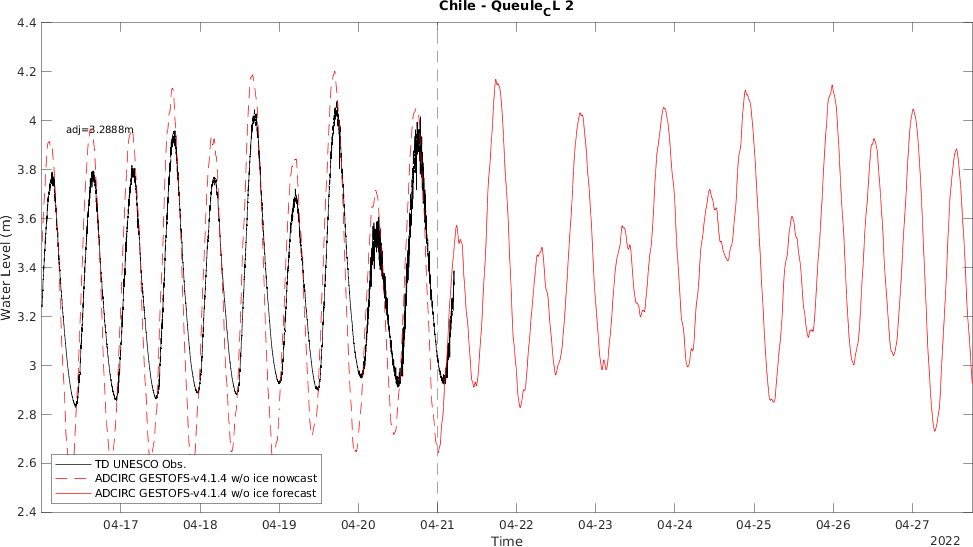 Chile - QueuleCL 2
Water Level (m)
4.4
4.2
4
3.8
3.6
3.4
3.2
3
2.8
2.6
2.4
adj=3.2888m
TD UNESCO Obs.
ADCIRC GESTOFS-v4.1.4 w/o ice nowcast
ADCIRC GESTOFS-v4.1.4 w/o ice forecast
04-17 04-18 04-19 04-20 04-21 04-22 04-23 04-24 04-25 04-26 04-27
Time
2022